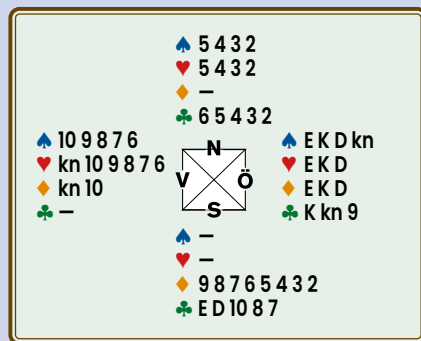 ♠ 5 4 3 2
♥ 5 4 3 2
♦ –
♣ 6 5 4 3 2
♠ 10 9 8 7 6
♥ kn 10 9 8 7 6
♦ kn 10
♣ –
N
V Ö
S
♠ E K D kn
♥ E K D
♦ E K D
♣ K kn 9
♠ –
♥ –
♦ 9 8 7 6 5 4 3 2
♣ E D 10 8 7